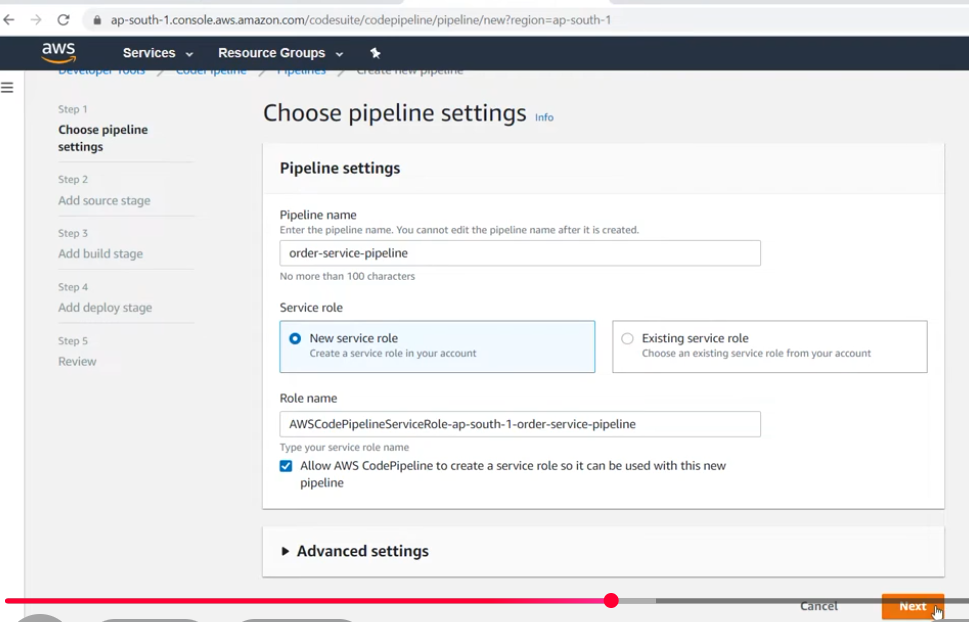 ap-south-1.console.aws.amazon.com/codesuite/codepipeline/pipeline/new?region=ap-south-1
aws Services Resource Groups
Developer Tools CodePipeline Pipelines Create new pipeline
Step 1
Choose pipeline
settings
Step 2
Add source stage
Step 3
Add build stage
Step 4
Add deploy stage
Step 5
Review
Choose pipeline settings Info
Pipeline settings
Pipeline name
Enter the pipeline name. You cannot edit the pipeline name after it is created.
order-service-pipeline
No more than 100 characters
Service role
New service role
Create a service role in your account
Existing service role
Choose an existing service role from your account
Role name
AWSCodePipelineServiceRole-ap-south-1-order-service-pipeline
Type your service role name
Allow AWS CodePipeline to create a service role so it can be used with this new
pipeline
Advanced settings
Cancel Next